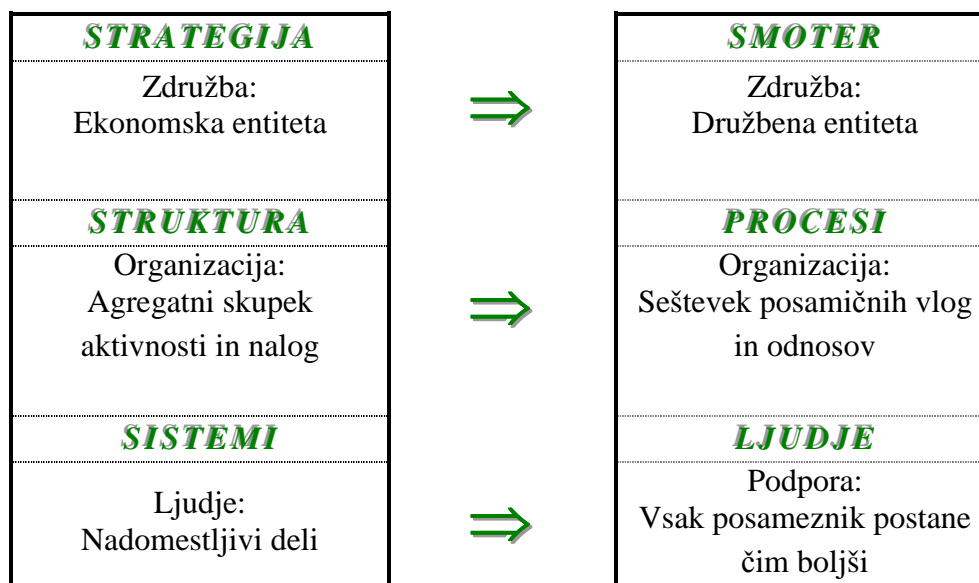 STRATEGIJA
Združba:
Ekonomska entiteta
⇒
SMOTER
Združba:
Družbena entiteta
STRUKTURA
Organizacija:
Agregatni skupek
aktivnosti in nalog
⇒
PROCESI
Organizacija:
Seštevek posamičnih vlog
in odnosov
SISTEMI
Ljudje:
Nadomestljivi deli
⇒
LJUDJE
Podpora:
Vsak posameznik postane
čim boljši